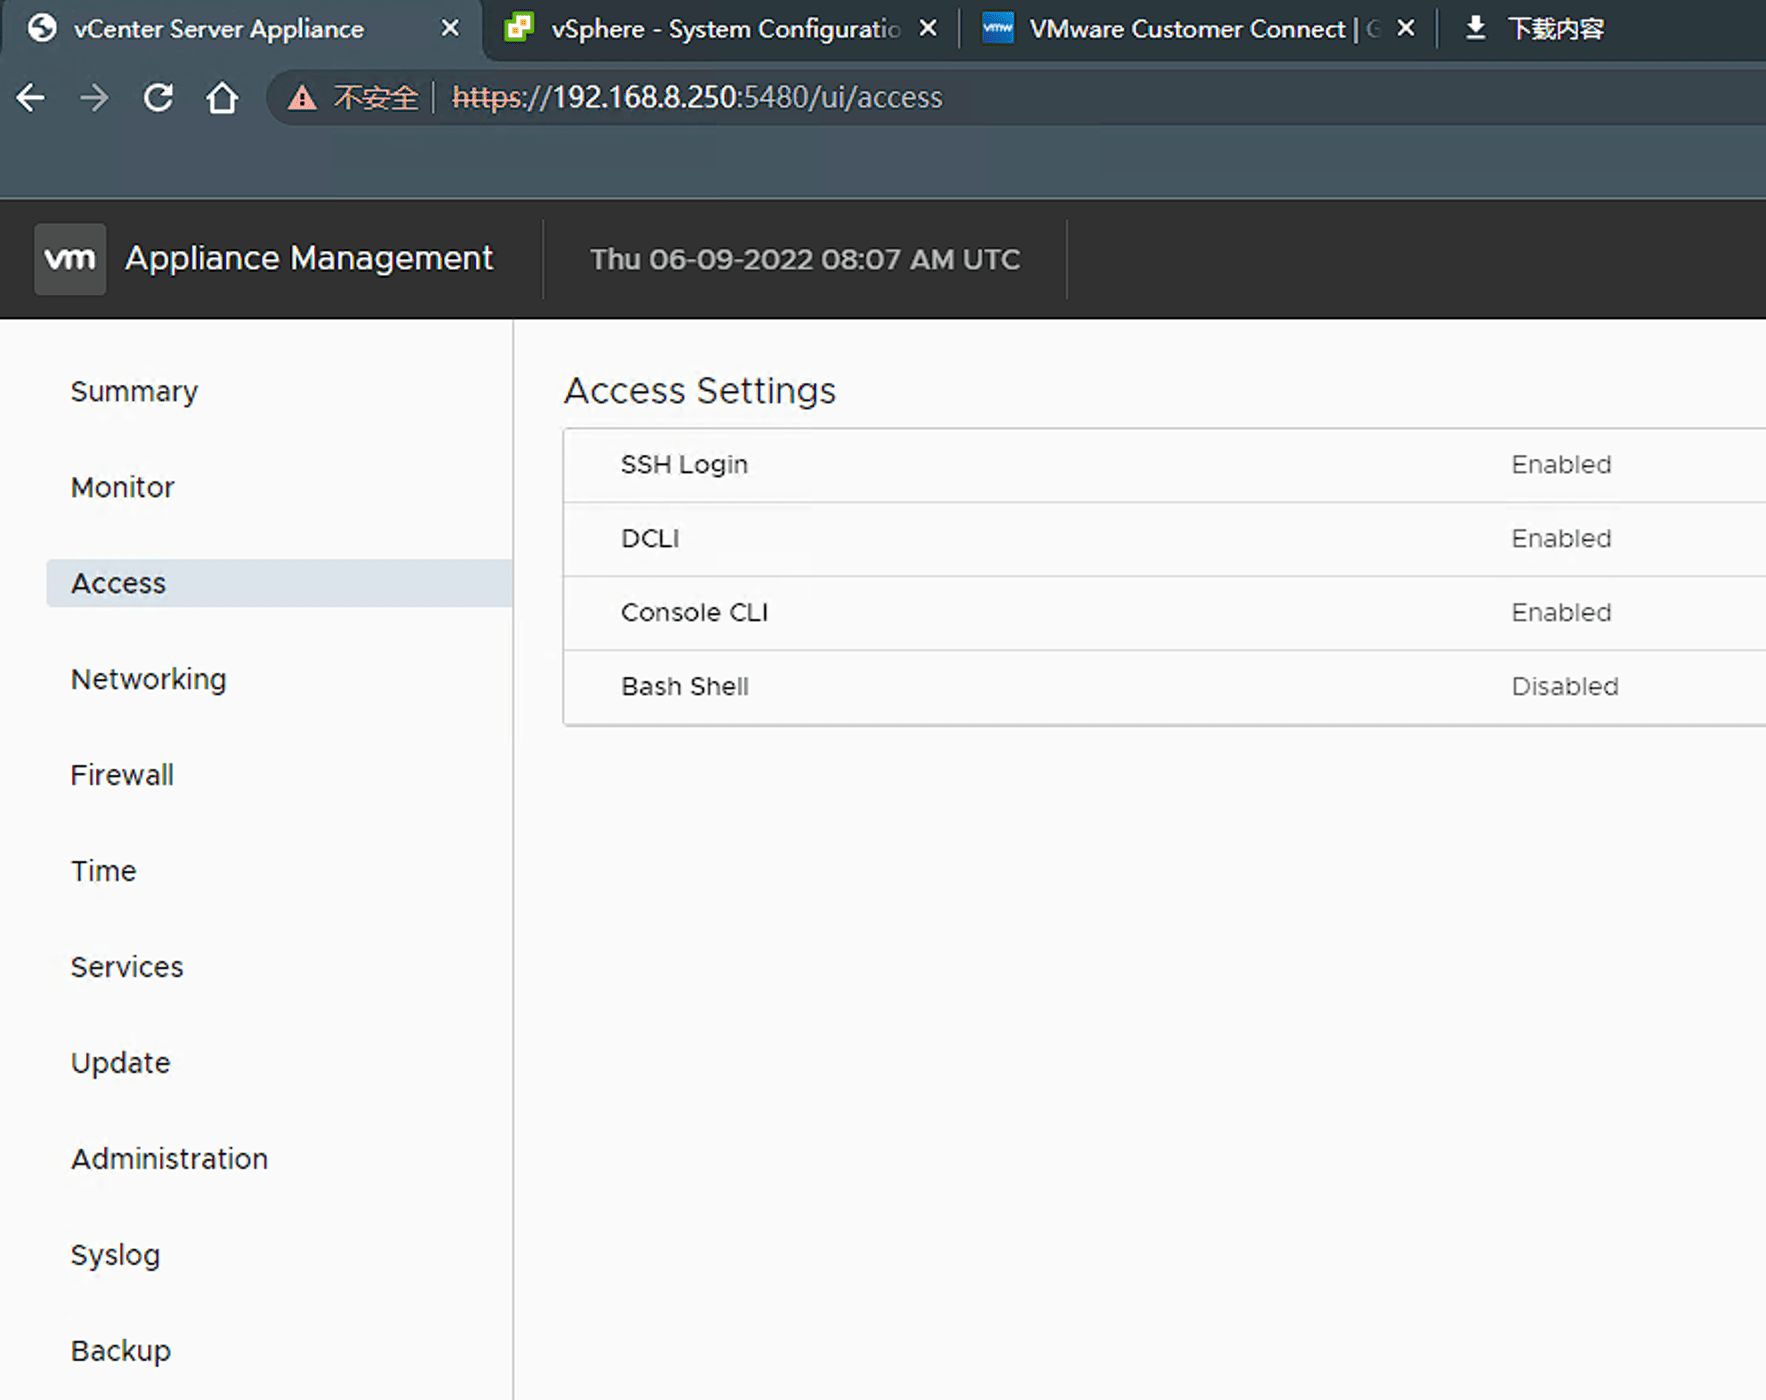 vCenter Server Appliance
vSphere - System Configuratio
vmw VMware Customer Connect |
下载内容
不安全 https://192.168.8.250:5480/ui/access
vm Appliance Management
Thu 06-09-2022 08:07 AM UTC
Summary
Monitor
Access
Networking
Firewall
Time
Services
Update
Administration
Syslog
Backup
Access Settings
SSH Login Enabled
DCLI Enabled
Console CLI Enabled
Bash Shell Disabled